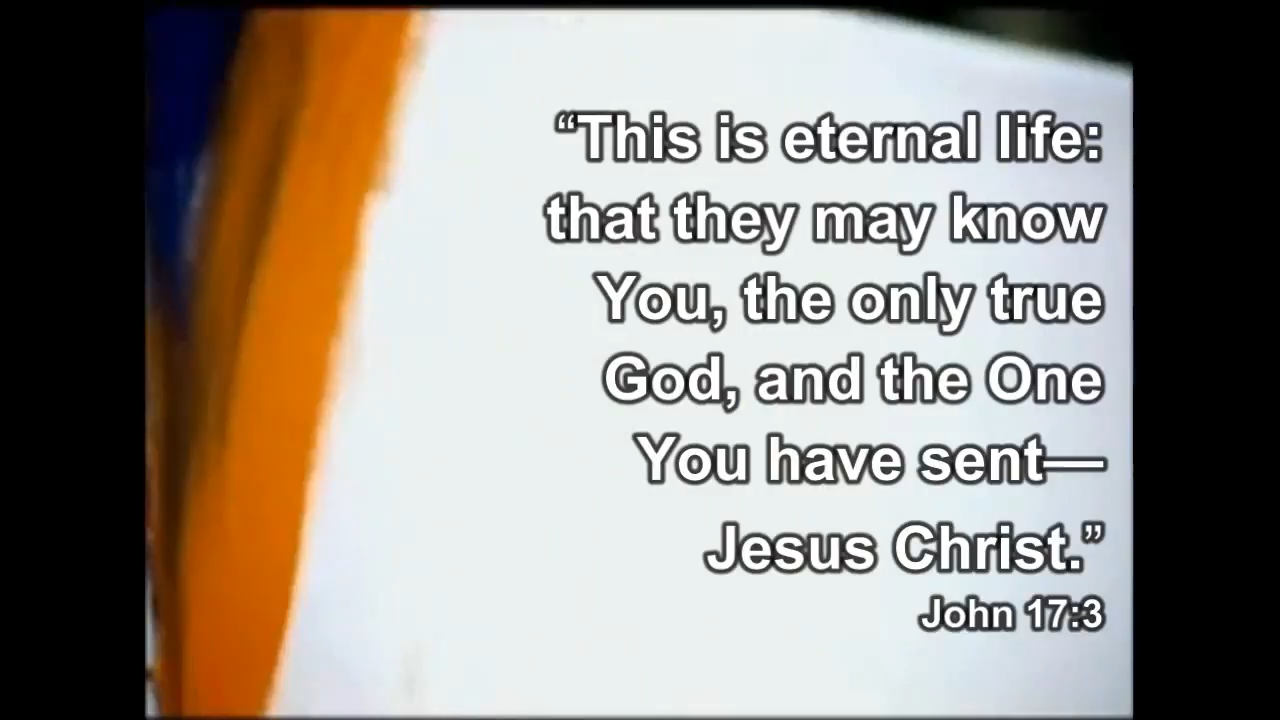 “This is eternal life:
that they may know
You, the only true
God, and the One
You have sent—
Jesus Christ.”
John 17:3